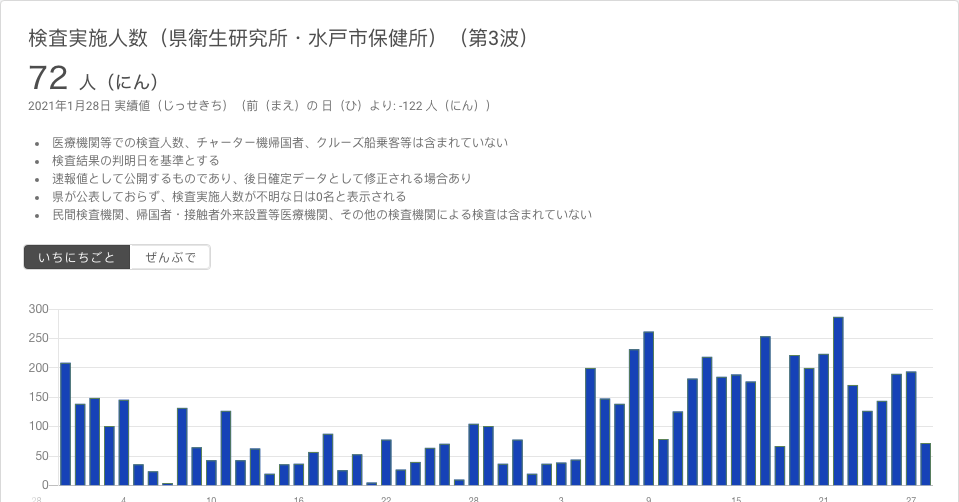 検査実施人数（県衛生研究所・水戸市保健所）（第3波）
72 人（にん）
2021年1月28日 実績値（じっせきち）（前（まえ）の 日（ひ）より: -122 人（にん））
• 医療機関等での検査人数、チャーター機帰国者、クルーズ船乗客等は含まれていない
• 検査結果の判明日を基準とする
• 速報値として公開するものであり、後日確定データとして修正される場合あり
• 県が公表しておらず、検査実施人数が不明な日は0名と表示される
• 民間検査機関、帰国者・接触者外来設置等医療機関、その他の検査機関による検査は含まれていない
いちにちごと ぜんぶで
300
250
200
150
100
50
0
28 4 10 16 22 28 3 9 15 21 27